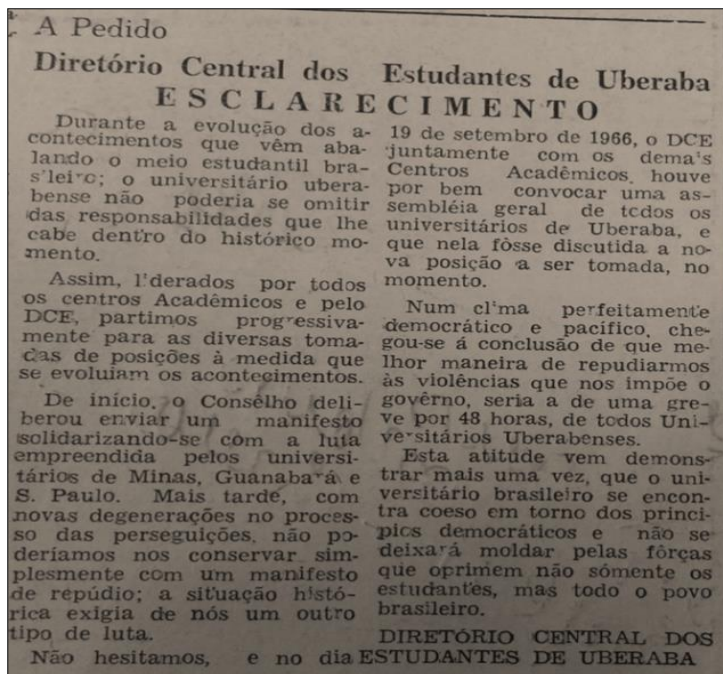 A Pedido
Diretório Central dos Estudantes de Uberaba
ESCLARECIMENTO
Durante a evolução dos a-
contecimentos que vêm aba-
lando o meio estudantil bra-
s'leiro; o universitário ubera-
bense não poderia se omitir
das responsabilidades que lhe
cabe dentro do histórico mo-
mento.
Assim, l'derados por todos
os centros Acadêmicos e pelo
DCE, partimos progressiva-
mente para as diversas toma-
das de posições à medida que
se evoluiam os acontecimentos.
De início, o Consêlho deli-
berou enviar um manifesto
solidarizando-se com a luta
empreendida pelos universi-
tários de Minas, Guanabará e
S. Paulo. Mais tarde, com
novas degenerações no proces-
so das perseguições, não po-
deríamos nos conservar sim-
plesmente com um manifesto
de repúdio; a situação histó-
rica exigia de nós um outro
tipo de luta.
Não hesitamos, e no dia
19 de setembro de 1966, o DCE
juntamente com os dema's
Centros Acadêmicos, houve
por bem convocar uma as-
sembléia geral de todos os
universitários de Uberaba, e
que nela fôsse discutida a no-
va posição a ser tomada, no
momento.
Num cl'ma perfeitamente
democrático e pacífico, che-
gou-se á conclusão de que me-
lhor maneira de repudiarmos
às violências que nos impõe o
govêrno, seria a de uma gre-
ve por 48 horas, de todos Uni-
versitários Uberabenses.
Esta atitude vem demons-
trar mais uma vez, que o uni-
versitário brasileiro se encon-
tra coeso em torno dos princi-
pios democráticos e não se
deixará moldar pelas fôrças
que oprimem não sómente os
estudantes, mas todo o povo
brasileiro.
DIRETÓRIO CENTRAL DOS
ESTUDANTES DE UBERABA